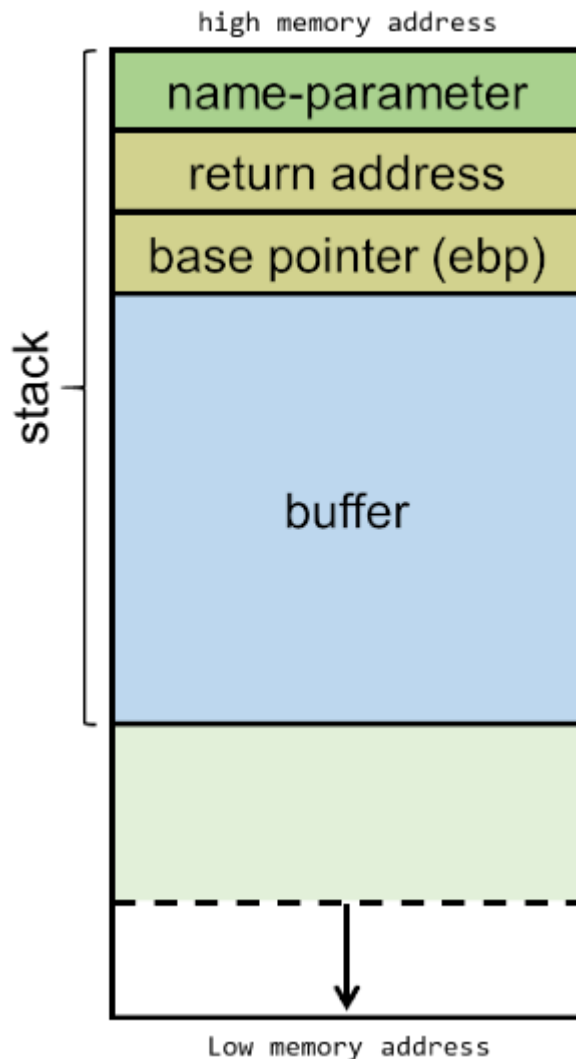 high memory address
name-parameter
return address
base pointer (ebp)
stack
buffer
Low memory address